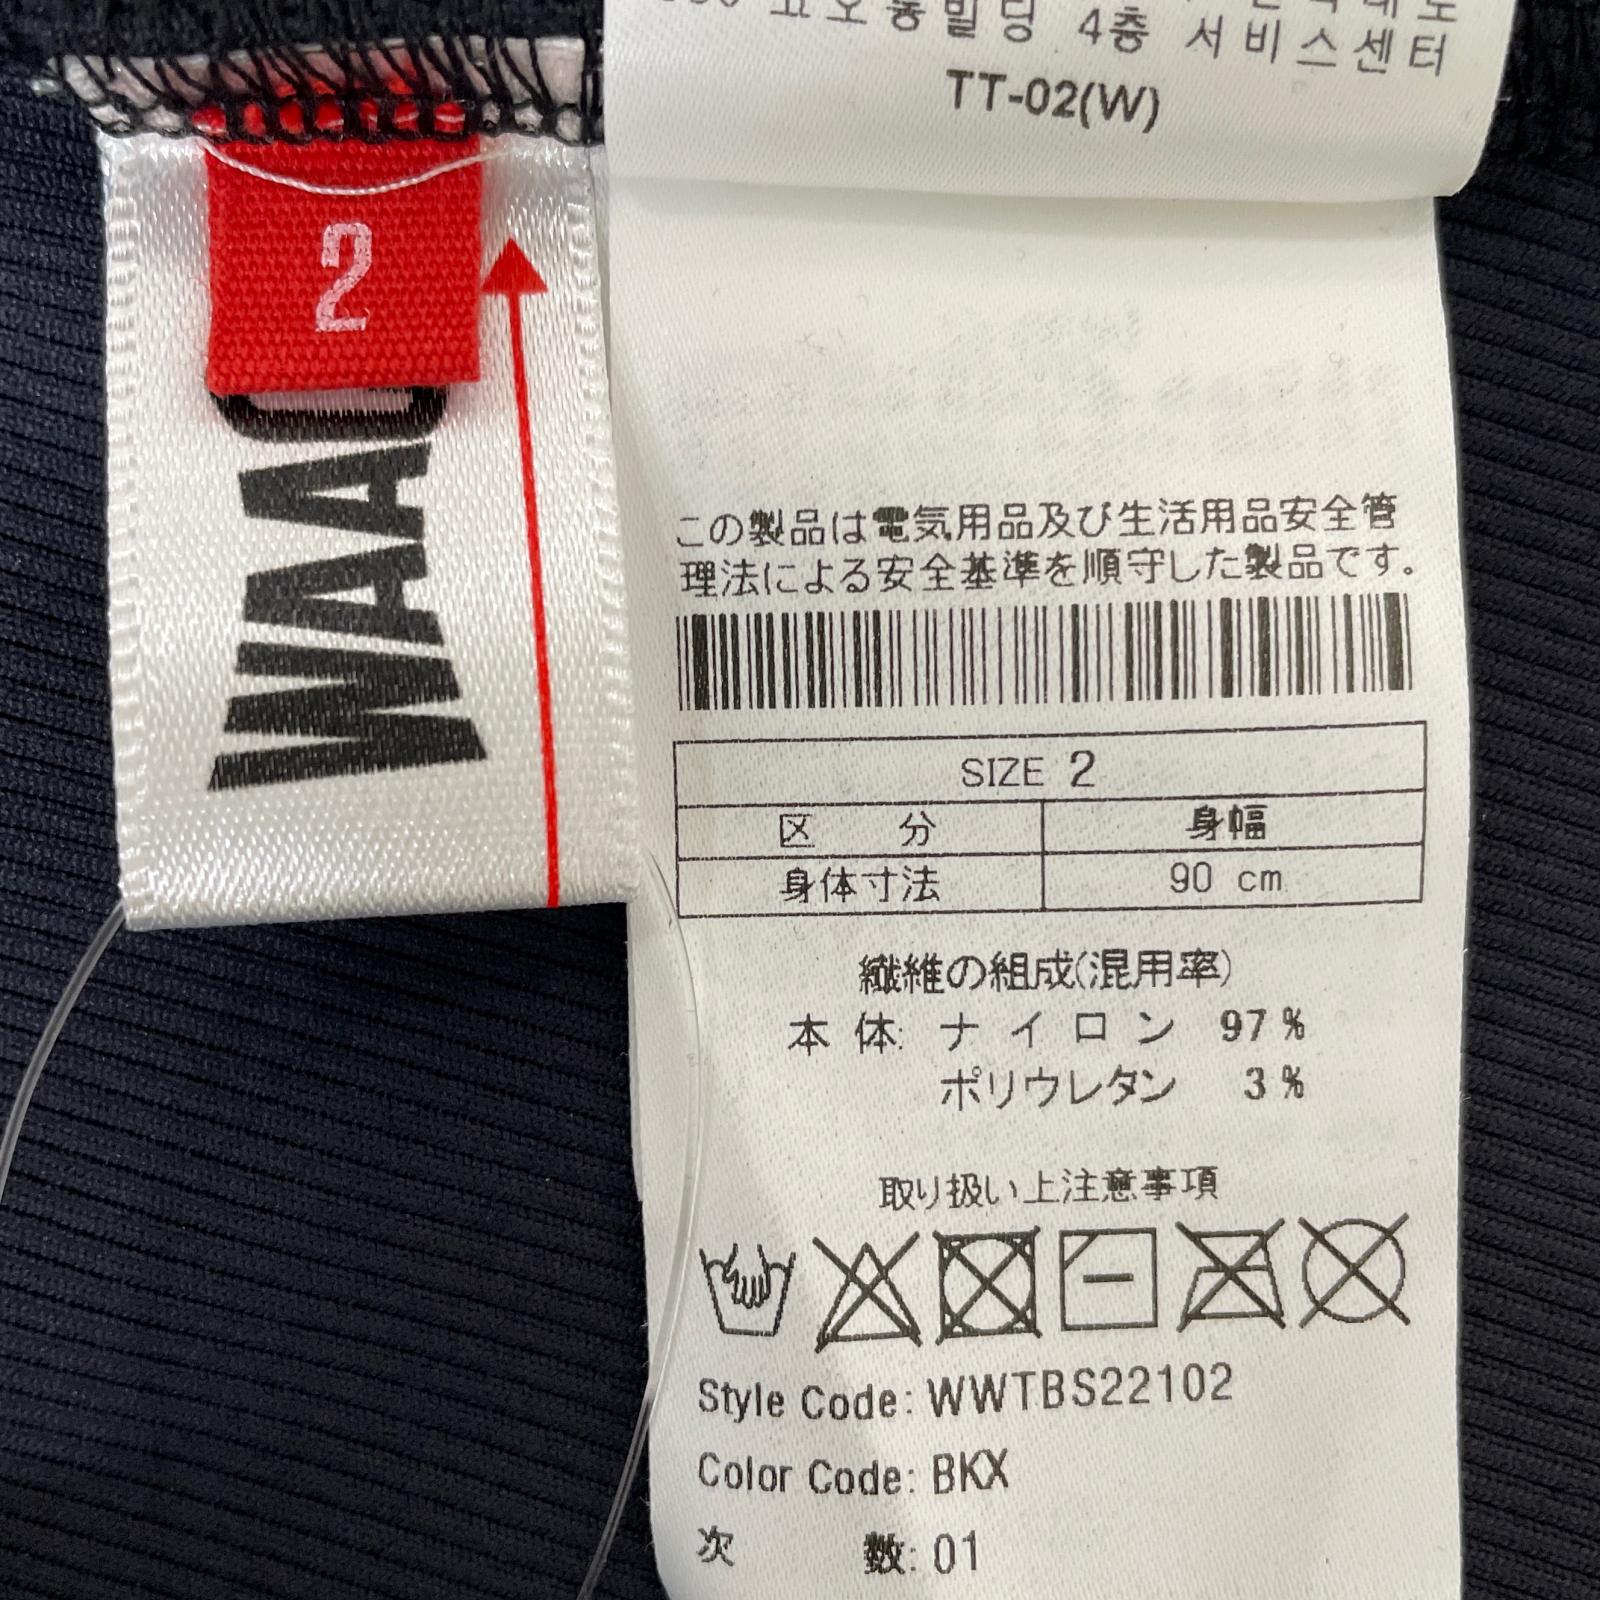 4층 서비스센터
TT-02(W)
2
WAAC
この製品は電気用品及び生活用品安全管
理法による安全基準を順守した製品です。
SIZE 2
区 分 身幅
身体寸法 90 cm
繊維の組成(混用率)
本 体: ナイロン 97 %
ポリウレタン 3 %
取り扱い上注意事項
Style Code: WWTBS22102
Color Code: BKX
次 数: 01